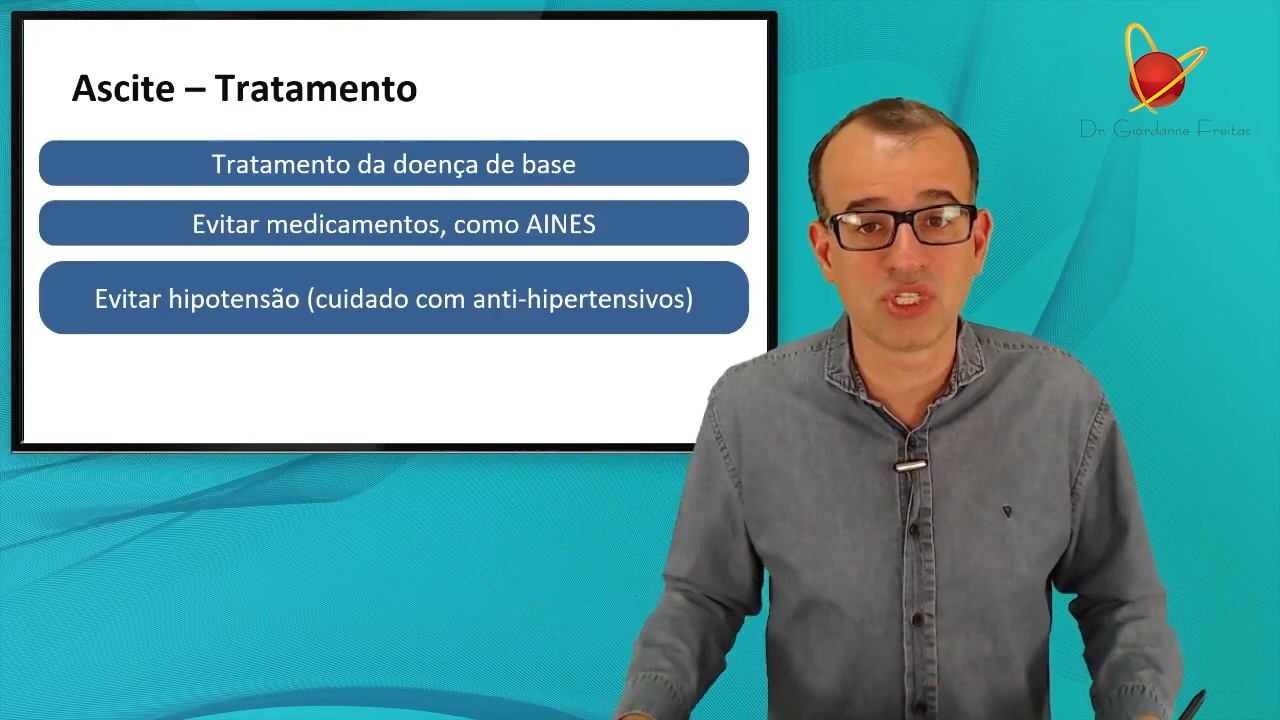 Ascite – Tratamento
Tratamento da doença de base
Evitar medicamentos, como AINES
Evitar hipotensão (cuidado com anti-hipertensivos)
Dr. Giordanne Freitas